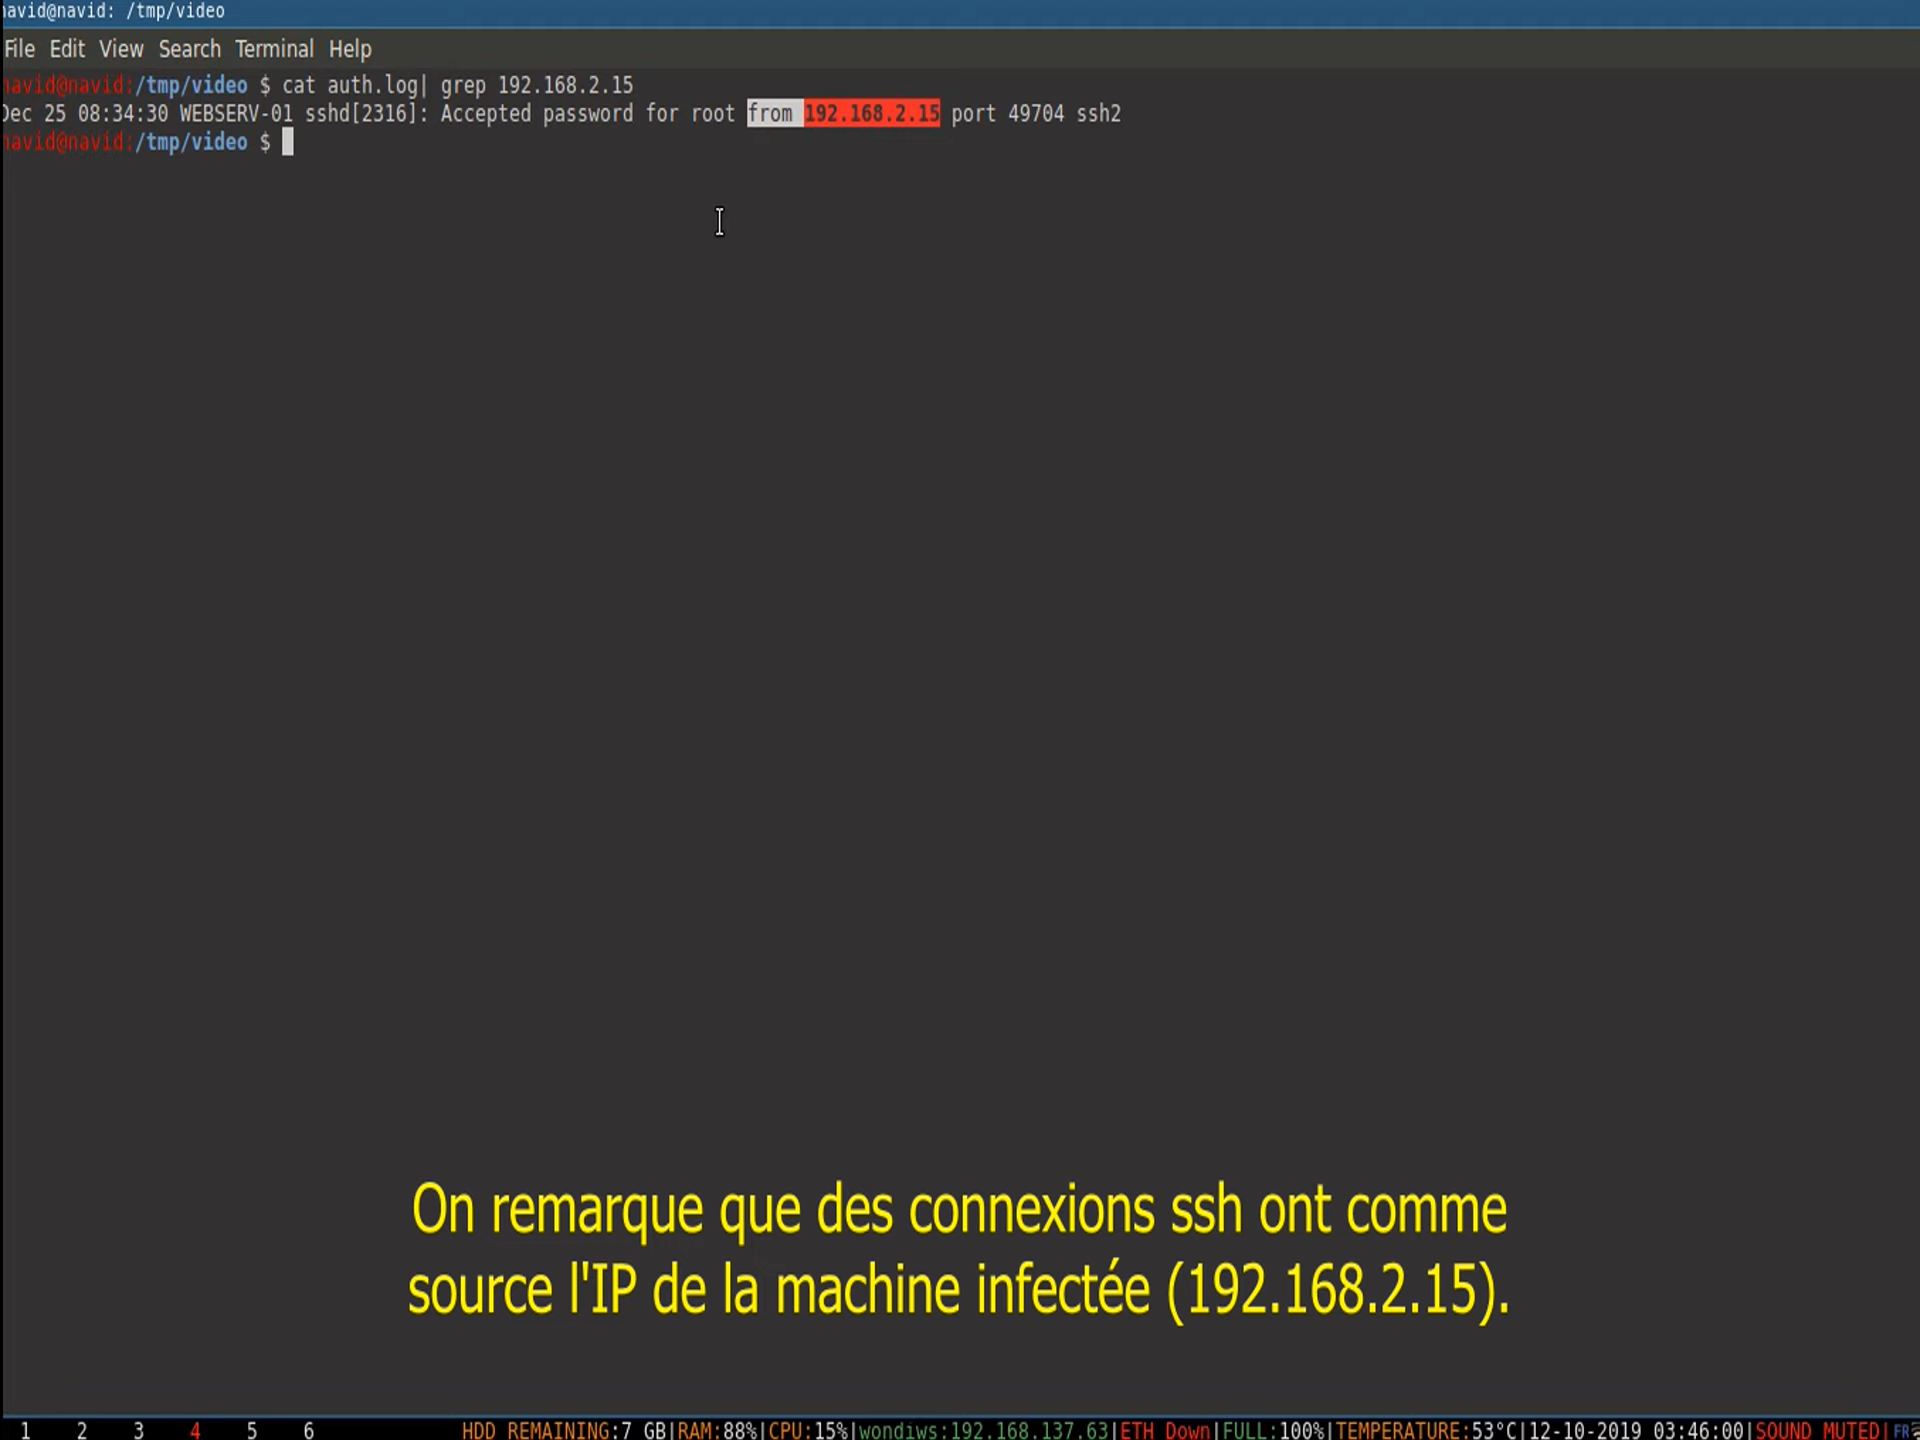 navid@navid: /tmp/video
File Edit View Search Terminal Help
navid@navid:/tmp/video $ cat auth.log| grep 192.168.2.15
Dec 25 08:34:30 WEBSERV-01 sshd[2316]: Accepted password for root from 192.168.2.15 port 49704 ssh2
navid@navid:/tmp/video $
On remarque que des connexions ssh ont comme
source l'IP de la machine infectée (192.168.2.15).
1 2 3 4 5 6 HDD REMAINING:7 GB|RAM:88%|CPU:15%|wondiws:192.168.137.63|ETH Down|FULL:100%|TEMPERATURE:53°C|12-10-2019 03:46:00|SOUND MUTED|FR